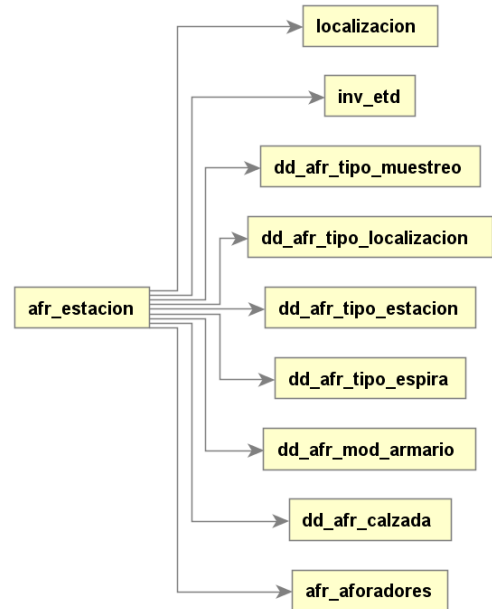 localizacion
inv_etd
dd_afr_tipo_muestreo
dd_afr_tipo_localizacion
afr_estacion
dd_afr_tipo_estacion
dd_afr_tipo_espira
dd_afr_mod_armario
dd_afr_calzada
afr_aforadores